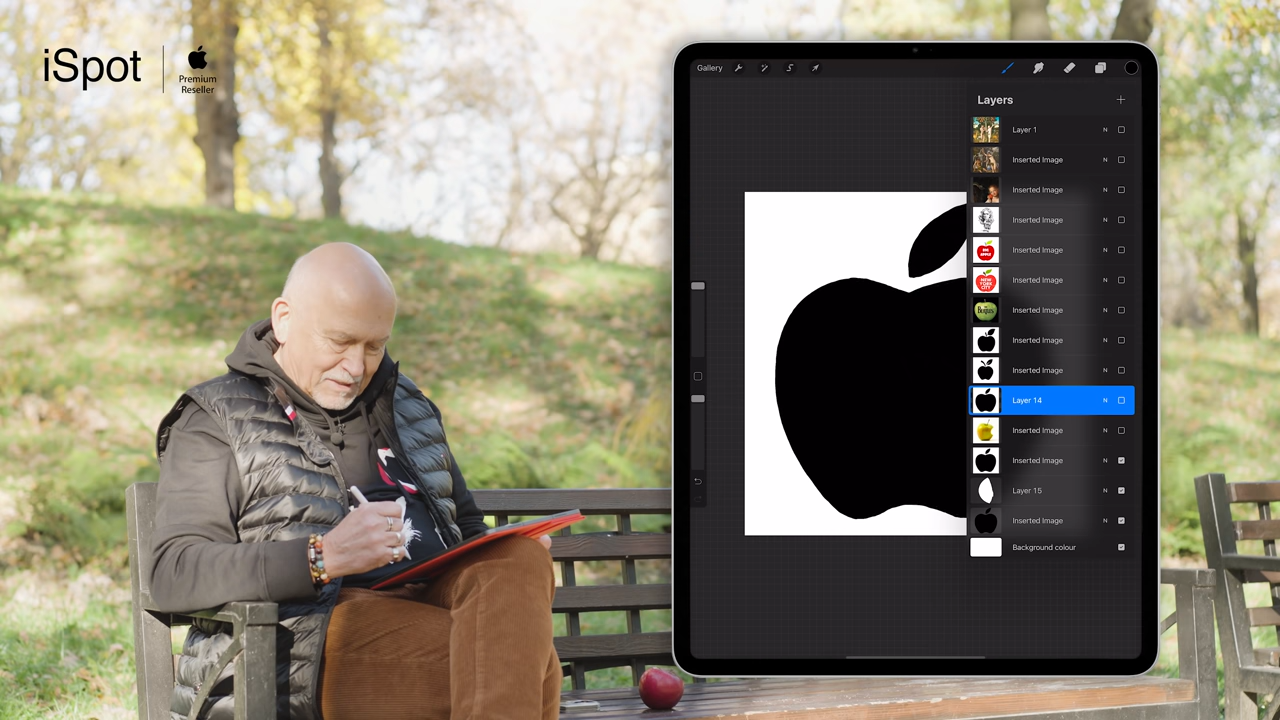 iSpot
Premium
Reseller
Gallery
Layers
Layer 1 N
Inserted Image N
Inserted Image N
Inserted Image N
Inserted Image N
Inserted Image N
Inserted Image N
Inserted Image N
Inserted Image N
Layer 14 N
Inserted Image N
Inserted Image N
Layer 15 N
Inserted Image N
Background colour